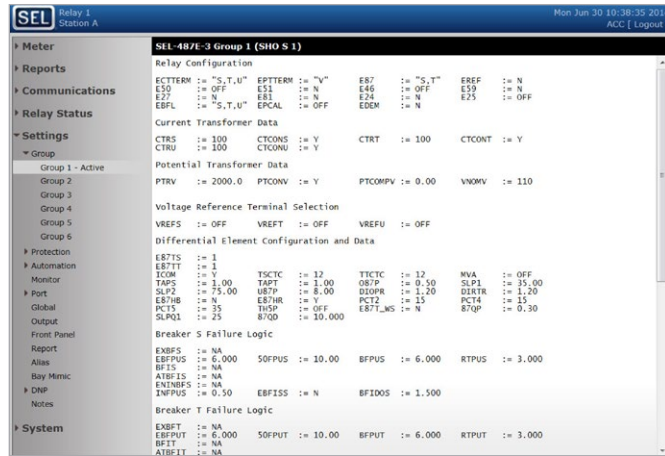 SEL Relay 1 Mon Jun 30 10:38:35 201
Station A ACC [ Logout
Meter
Reports
Communications
Relay Status
Settings
Group
Group 1 - Active
Group 2
Group 3
Group 4
Group 5
Group 6
Protection
Automation
Monitor
Port
Global
Output
Front Panel
Report
Alias
Bay Mimic
DNP
Notes
System
SEL-487E-3 Group 1 (SHO S 1)
Relay Configuration
ECTTERM := "S,T,U" EPTTERM := "V" E87 := "S,T" EREF := N
E50 := OFF E51 := N E46 := OFF E59 := N
E27 := N E81 := N E24 := N E25 := OFF
EBFL := "S,T,U" EPCAL := OFF EDEM := N
Current Transformer Data
CTRS := 100 CTCONS := Y CTRT := 100 CTCONT := Y
CTRU := 100 CTCONU := Y
Potential Transformer Data
PTRV := 2000.0 PTCONV := Y PTCOMPV := 0.00 VNOMV := 110
Voltage Reference Terminal Selection
VREFS := OFF VREFT := OFF VREFU := OFF
Differential Element Configuration and Data
E87TS := 1
E87TT := 1
ICOM := Y TSCTC := 12 TTCTC := 12 MVA := OFF
TAPS := 1.00 TAPT := 1.00 O87P := 0.50 SLP1 := 35.00
SLP2 := 75.00 U87P := 8.00 DIOPR := 1.20 DIRTR := 1.20
E87HB := N E87HR := Y PCT2 := 15 PCT4 := 15
PCT5 := 35 TH5P := OFF E87T_WS := N 87QP := 0.30
SLPQ1 := 25 87QD := 10.000
Breaker S Failure Logic
EXBFS := NA
EBFPUS := 6.000 50FPUS := 10.00 BFPUS := 6.000 RTPUS := 3.000
BFIS := NA
ATBFIS := NA
ENINBFS := NA
INFPUS := 0.50 EBFISS := N BFIDOS := 1.500
Breaker T Failure Logic
EXBFT := NA
EBFPUT := 6.000 50FPUT := 10.00 BFPUT := 6.000 RTPUT := 3.000
BFIT := NA
ATBFIT := NA